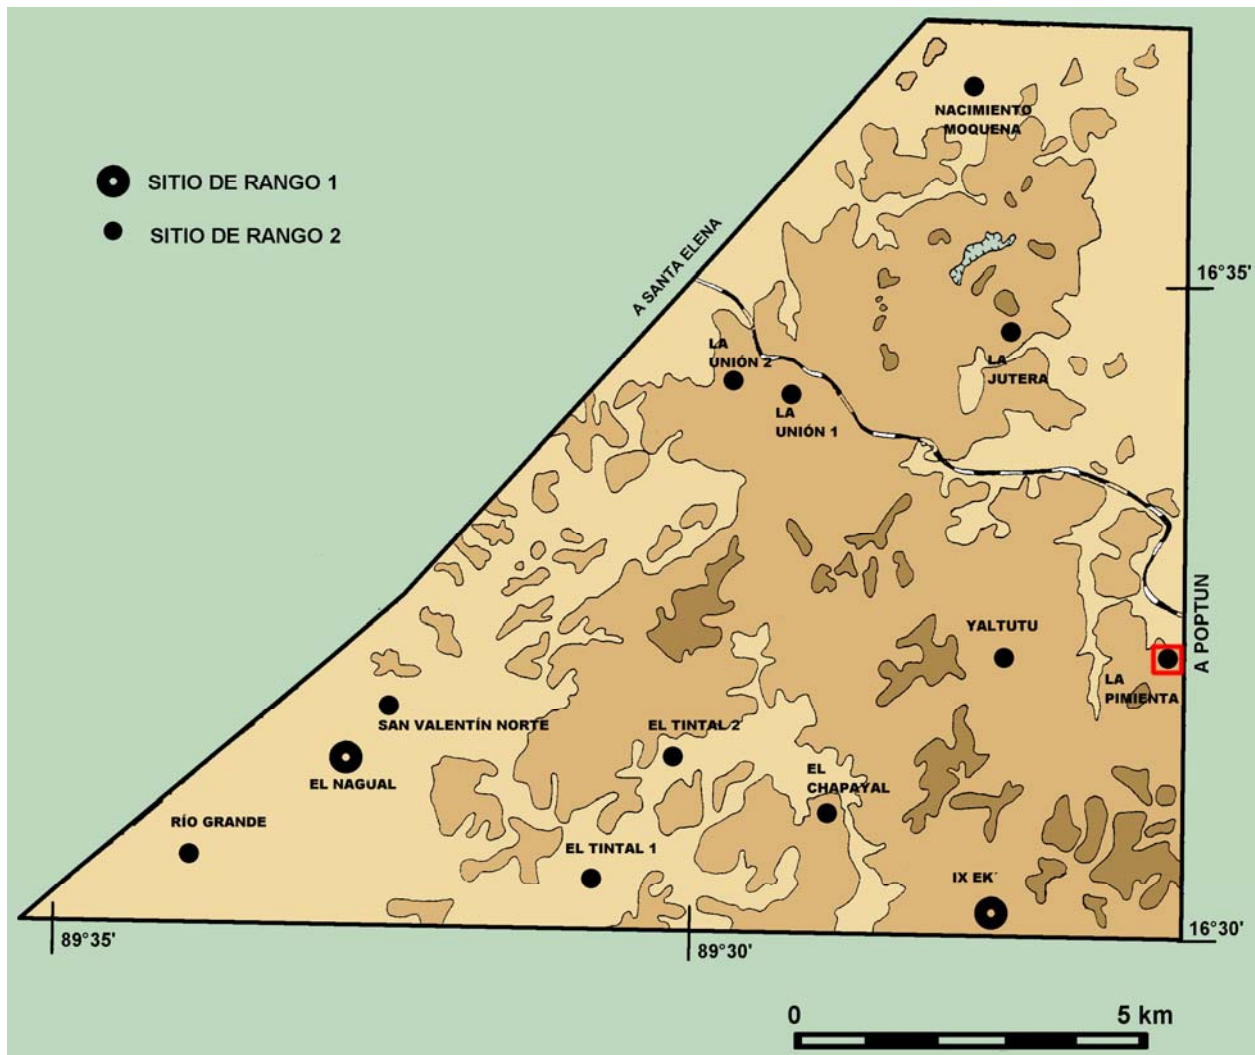 NACIMIENTO
MOQUENA
SITIO DE RANGO 1
SITIO DE RANGO 2
A SANTA ELENA
16°35'
LA
UNIÓN 2
LA
JUTERA
LA
UNIÓN 1
YALTUTU
A POPTUN
LA
PIMIENTA
SAN VALENTÍN NORTE
EL TINTAL 2
EL NAGUAL
EL
CHAPAYAL
RÍO GRANDE
EL TINTAL 1
IX EK´
89°35'
89°30'
16°30'
0 5 km